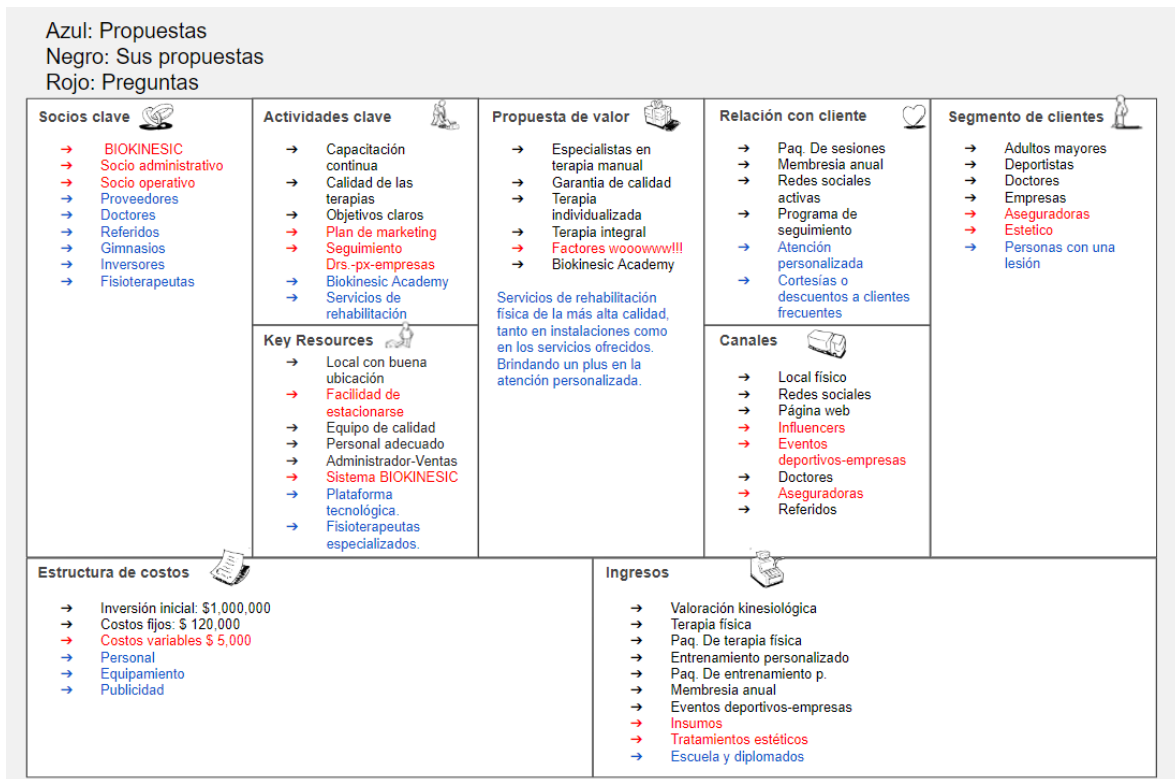 Azul: Propuestas
Negro: Sus propuestas
Rojo: Preguntas
Socios clave
➔ BIOKINESIC
➔ Socio administrativo
➔ Socio operativo
➔ Proveedores
➔ Doctores
➔ Referidos
➔ Gimnasios
➔ Inversores
➔ Fisioterapeutas
Actividades clave
➔ Capacitación
continua
➔ Calidad de las
terapias
➔ Objetivos claros
➔ Plan de marketing
➔ Seguimiento
Drs.-px-empresas
➔ Biokinesic Academy
➔ Servicios de
rehabilitación
Key Resources
➔ Local con buena
ubicación
➔ Facilidad de
estacionarse
➔ Equipo de calidad
➔ Personal adecuado
➔ Administrador-Ventas
➔ Sistema BIOKINESIC
➔ Plataforma
tecnológica.
➔ Fisioterapeutas
especializados.
Propuesta de valor
➔ Especialistas en
terapia manual
➔ Garantia de calidad
➔ Terapia
individualizada
➔ Terapia integral
➔ Factores wooowww!!!
➔ Biokinesic Academy
Servicios de rehabilitación
física de la más alta calidad,
tanto en instalaciones como
en los servicios ofrecidos.
Brindando un plus en la
atención personalizada.
Relación con cliente
➔ Paq. De sesiones
➔ Membresia anual
➔ Redes sociales
activas
➔ Programa de
seguimiento
➔ Atención
personalizada
➔ Cortesías o
descuentos a clientes
frecuentes
Canales
➔ Local físico
➔ Redes sociales
➔ Página web
➔ Influencers
➔ Eventos
deportivos-empresas
➔ Doctores
➔ Aseguradoras
➔ Referidos
Segmento de clientes
➔ Adultos mayores
➔ Deportistas
➔ Doctores
➔ Empresas
➔ Aseguradoras
➔ Estetico
➔ Personas con una
lesión
Estructura de costos
➔ Inversión inicial: $1,000,000
➔ Costos fijos: $ 120,000
➔ Costos variables $ 5,000
➔ Personal
➔ Equipamiento
➔ Publicidad
Ingresos
➔ Valoración kinesiológica
➔ Terapia física
➔ Paq. De terapia física
➔ Entrenamiento personalizado
➔ Paq. De entrenamiento p.
➔ Membresia anual
➔ Eventos deportivos-empresas
➔ Insumos
➔ Tratamientos estéticos
➔ Escuela y diplomados